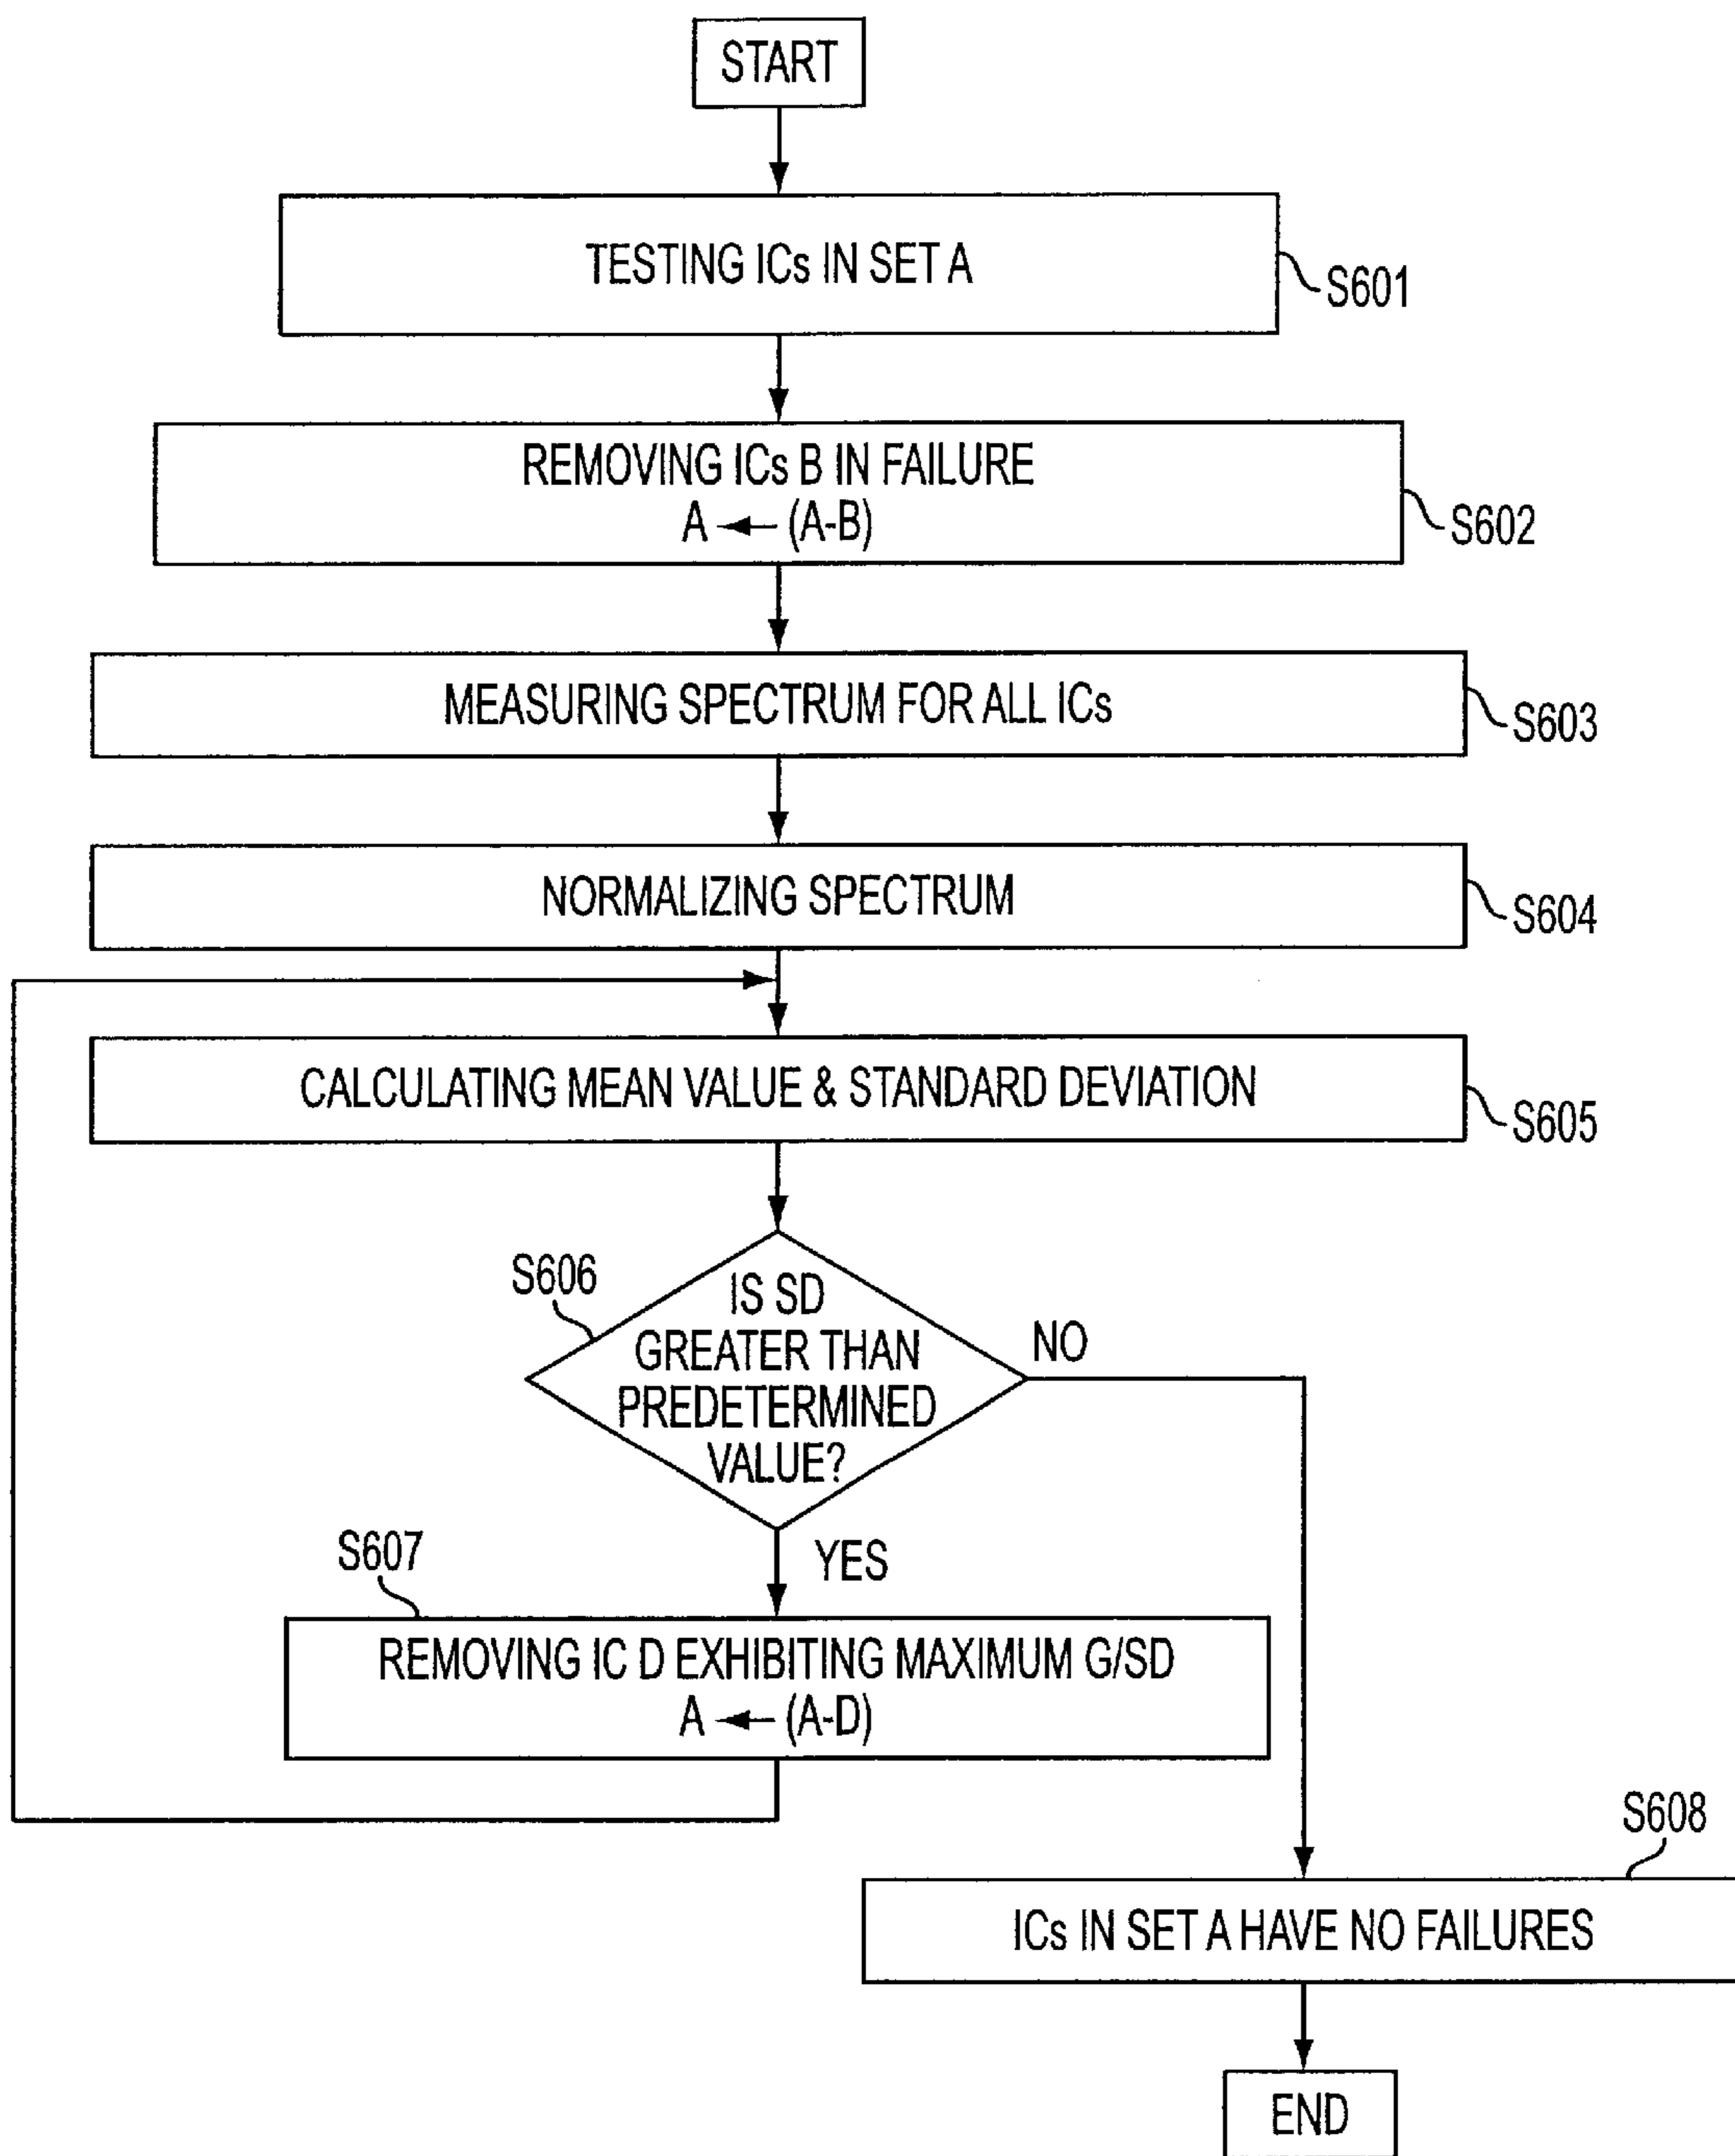 START
TESTING ICs IN SET A
S601
REMOVING ICs B IN FAILURE
A ← (A-B)
S602
MEASURING SPECTRUM FOR ALL ICs
S603
NORMALIZING SPECTRUM
S604
CALCULATING MEAN VALUE & STANDARD DEVIATION
S605
S606
IS SD
GREATER THAN
PREDETERMINED
VALUE?
NO
YES
S607
REMOVING IC D EXHIBITING MAXIMUM G/SD
A ← (A-D)
S608
ICs IN SET A HAVE NO FAILURES
END